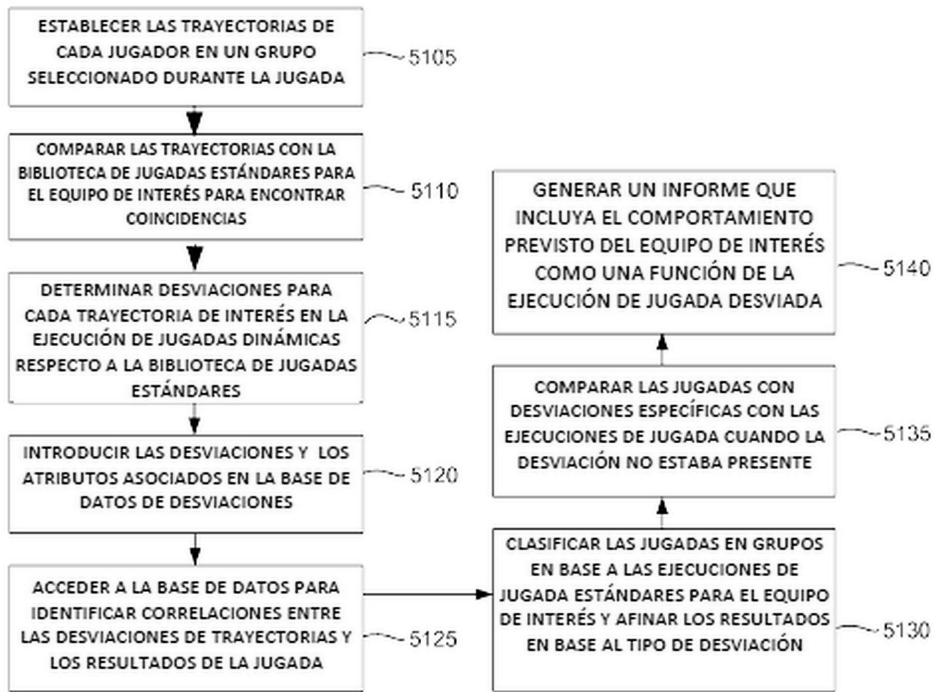 ESTABLECER LAS TRAYECTORIAS DE
CADA JUGADOR EN UN GRUPO
SELECCIONADO DURANTE LA JUGADA
5105
COMPARAR LAS TRAYECTORIAS CON LA
BIBLIOTECA DE JUGADAS ESTÁNDARES PARA
EL EQUIPO DE INTERÉS PARA ENCONTRAR
COINCIDENCIAS
5110
DETERMINAR DESVIACIONES PARA
CADA TRAYECTORIA DE INTERÉS EN LA
EJECUCIÓN DE JUGADAS DINÁMICAS
RESPECTO A LA BIBLIOTECA DE JUGADAS
ESTÁNDARES
5115
INTRODUCIR LAS DESVIACIONES Y LOS
ATRIBUTOS ASOCIADOS EN LA BASE DE
DATOS DE DESVIACIONES
5120
ACCEDER A LA BASE DE DATOS PARA
IDENTIFICAR CORRELACIONES ENTRE
LAS DESVIACIONES DE TRAYECTORIAS Y
LOS RESULTADOS DE LA JUGADA
5125
CLASIFICAR LAS JUGADAS EN GRUPOS
EN BASE A LAS EJECUCIONES DE
JUGADA ESTÁNDARES PARA EL EQUIPO
DE INTERÉS Y AFINAR LOS RESULTADOS
EN BASE AL TIPO DE DESVIACIÓN
5130
COMPARAR LAS JUGADAS CON
DESVIACIONES ESPECÍFICAS CON LAS
EJECUCIONES DE JUGADA CUANDO LA
DESVIACIÓN NO ESTABA PRESENTE
5135
GENERAR UN INFORME QUE
INCLUYA EL COMPORTAMIENTO
PREVISTO DEL EQUIPO DE INTERÉS
COMO UNA FUNCIÓN DE LA
EJECUCIÓN DE JUGADA DESVIADA
5140